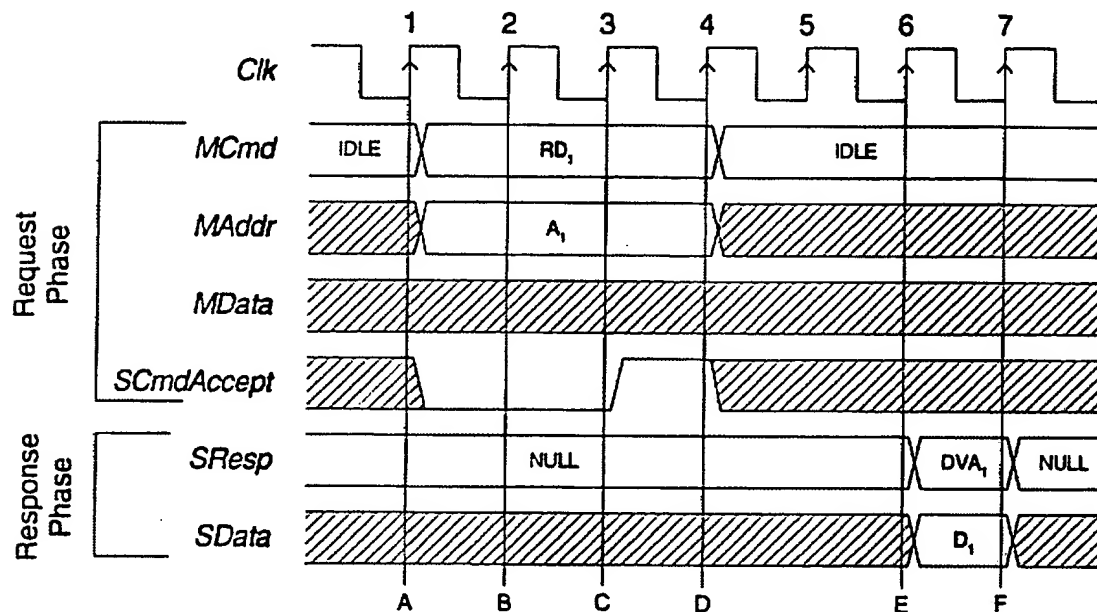 1 2 3 4 5 6 7
Clk
Request Phase
MCmd IDLE RD₁ IDLE
MAddr A₁
MData
SCmdAccept
Response Phase
SResp NULL DVA₁ NULL
SData D₁
A B C D E F